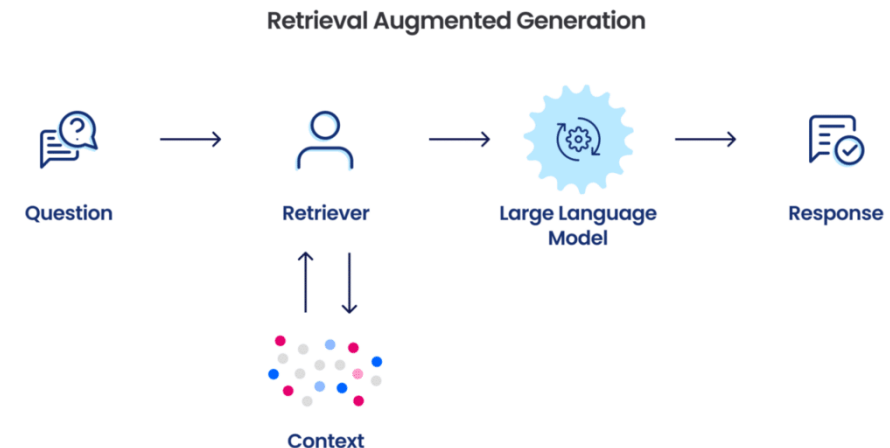 Retrieval Augmented Generation
Question
Retriever
Large Language
Model
Response
Context